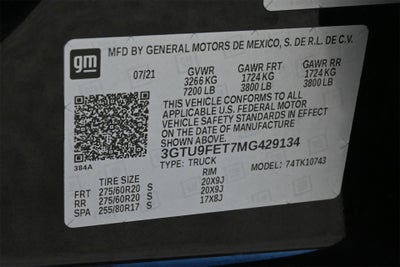 gm
MFD BY GENERAL MOTORS DE MEXICO, S. DE R.L. DE C.V.
07/21 GVWR GAWR FRT GAWR RR
3266 KG 1724 KG 1724 KG
7200 LB 3800 LB 3800 LB
THIS VEHICLE CONFORMS TO ALL
APPLICABLE U.S. FEDERAL MOTOR
VEHICLE SAFETY STANDARDS IN EFFECT
ON THE DATE OF MANUFACTURE
SHOWN ABOVE
384A 3GTU9FET7MG429134
TYPE: TRUCK MODEL: 74TK10743
TIRE SIZE RIM
FRT 275/60R20 S 20X9J
RR 275/60R20 S 20X9J
SPA 255/80R17 S 17X8J